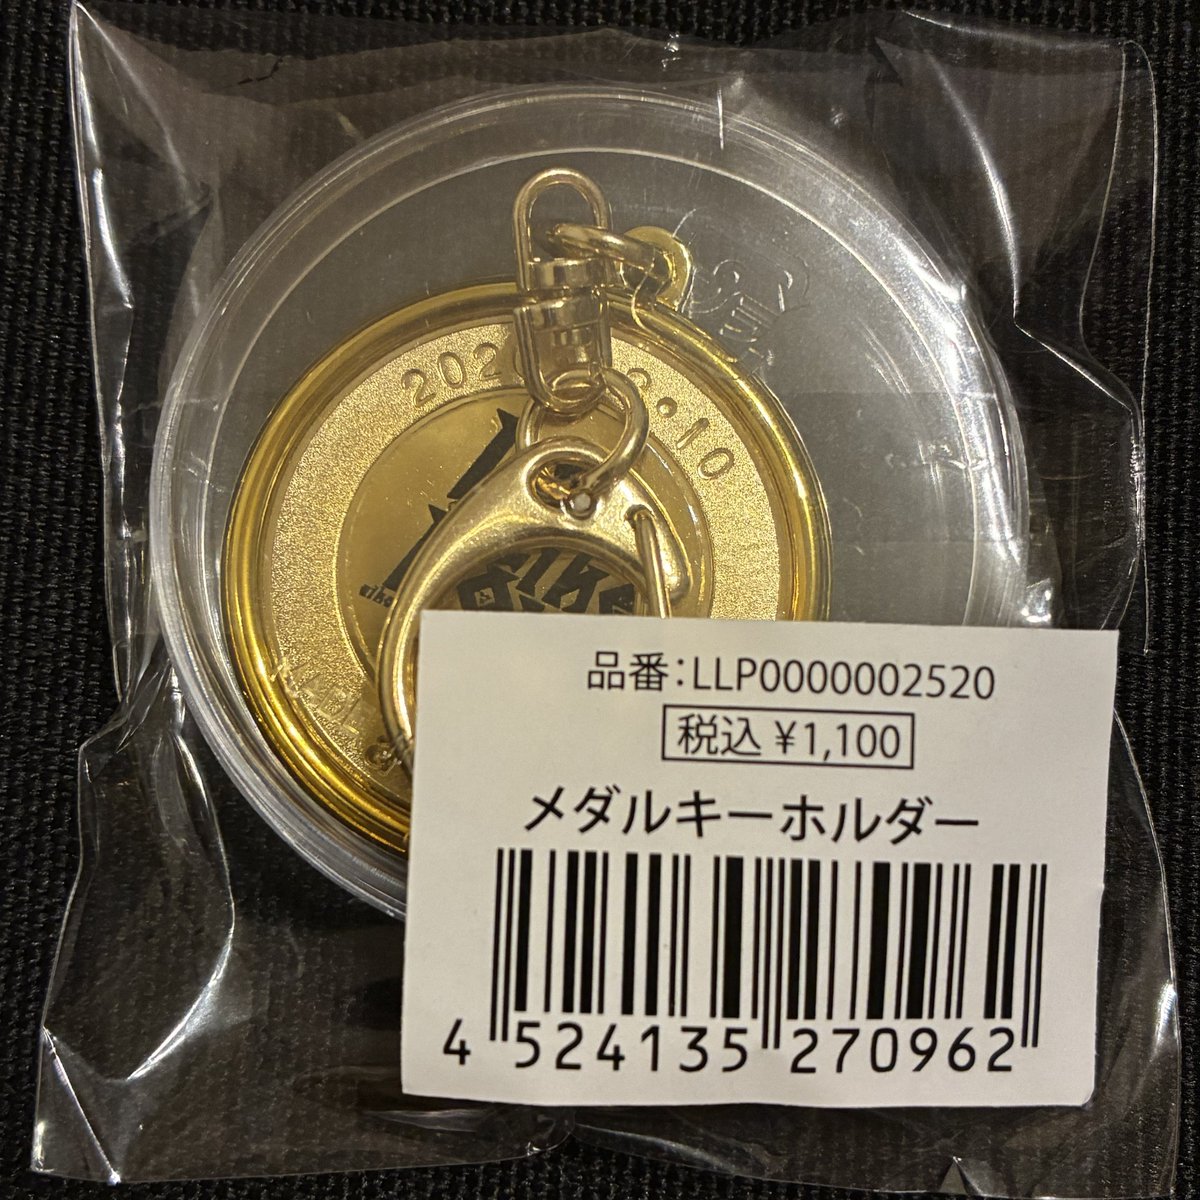 品番:LLP0000002520
税込 ¥1,100
メダルキーホルダー
4 524135 270962